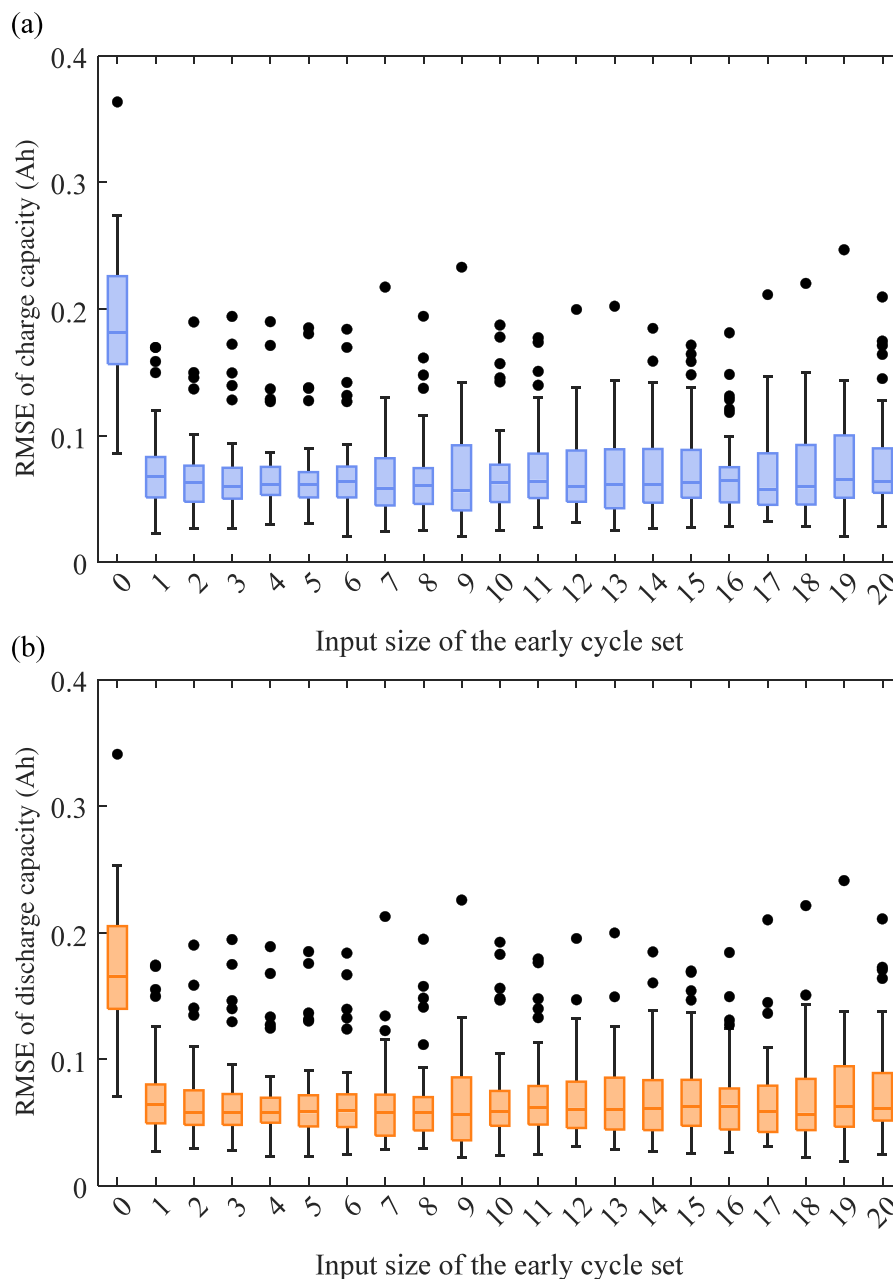 (a)
0.4
0.3
0.2
0.1
0
RMSE of charge capacity (Ah)
0 1 2 3 4 5 6 7 8 9 10 11 12 13 14 15 16 17 18 19 20
Input size of the early cycle set
(b)
0.4
0.3
0.2
0.1
0
RMSE of discharge capacity (Ah)
0 1 2 3 4 5 6 7 8 9 10 11 12 13 14 15 16 17 18 19 20
Input size of the early cycle set